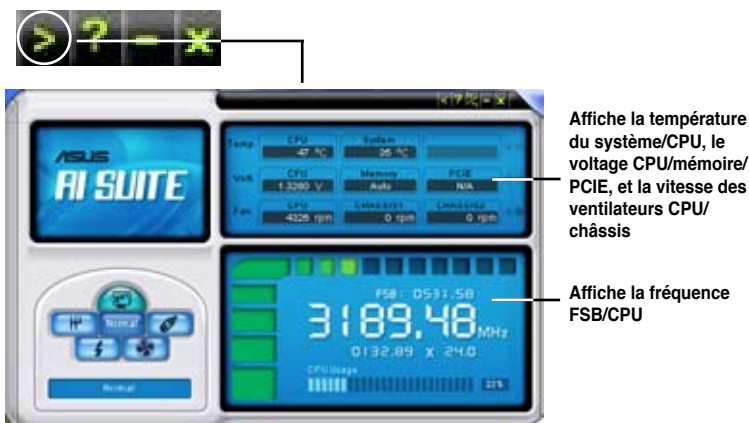 > ? - x
< ? - x
Temp. CPU System
47 °C 35 °C
Volt. CPU Memory PCIE
1.3280 V Auto N/A
Fan. CPU CHASSIS1 CHASSIS2
4326 rpm 0 rpm 0 rpm
ASUS
AI SUITE
FSB: 0531.58
3189.48 MHz
0132.89 X 24.0
CPU Usage
Normal
Normal
Affiche la température
du système/CPU, le
voltage CPU/mémoire/
PCIE, et la vitesse des
ventilateurs CPU/
châssis
Affiche la fréquence
FSB/CPU